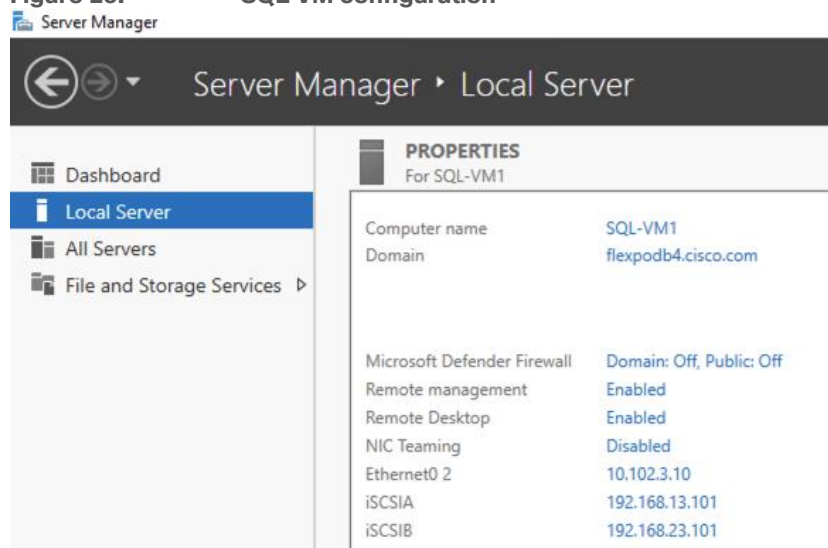 Server Manager
Server Manager ‣ Local Server
Dashboard
Local Server
All Servers
File and Storage Services
PROPERTIES
For SQL-VM1
Computer name SQL-VM1
Domain flexpodb4.cisco.com
Microsoft Defender Firewall Domain: Off, Public: Off
Remote management Enabled
Remote Desktop Enabled
NIC Teaming Disabled
Ethernet0 2 10.102.3.10
iSCSIA 192.168.13.101
iSCSIB 192.168.23.101